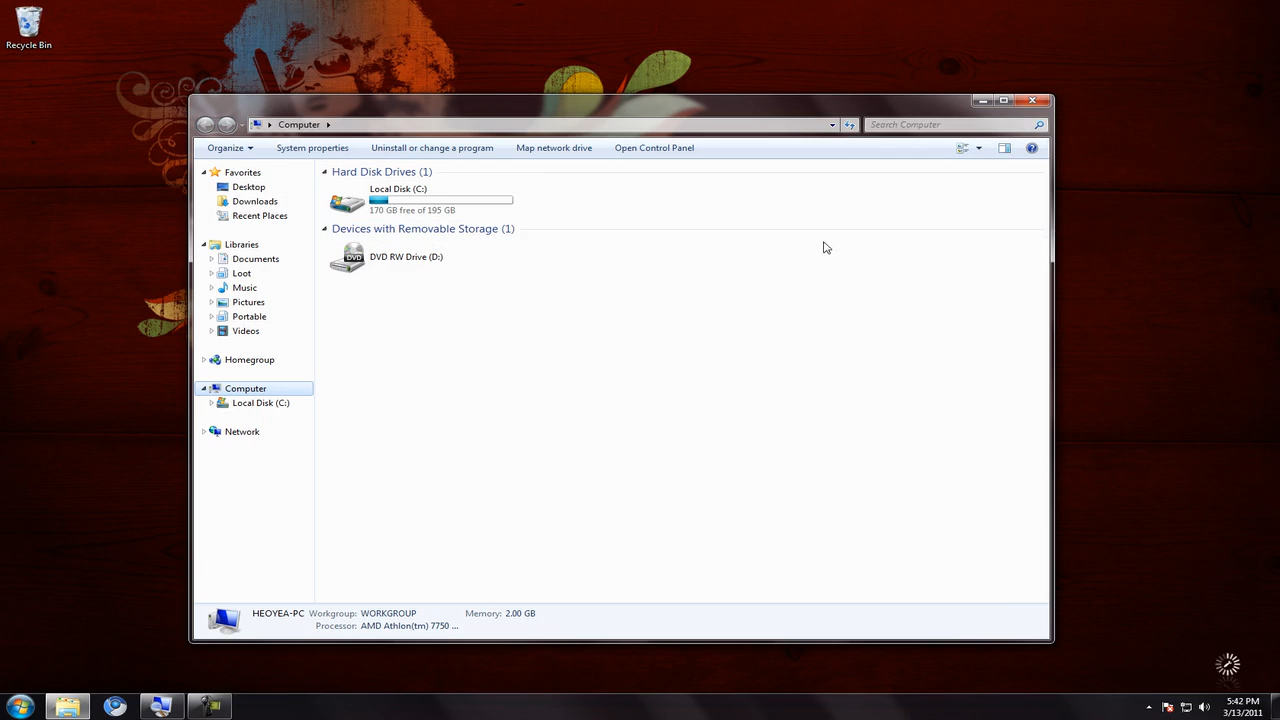 Recycle Bin
Computer
Search Computer
Organize
System properties
Uninstall or change a program
Map network drive
Open Control Panel
Favorites
Desktop
Downloads
Recent Places
Libraries
Documents
Loot
Music
Pictures
Portable
Videos
Homegroup
Computer
Local Disk (C:)
Network
Hard Disk Drives (1)
Local Disk (C:)
170 GB free of 195 GB
Devices with Removable Storage (1)
DVD
DVD RW Drive (D:)
HEOYEA-PC Workgroup: WORKGROUP Memory: 2.00 GB
Processor: AMD Athlon(tm) 7750 ...
5:42 PM
3/13/2011